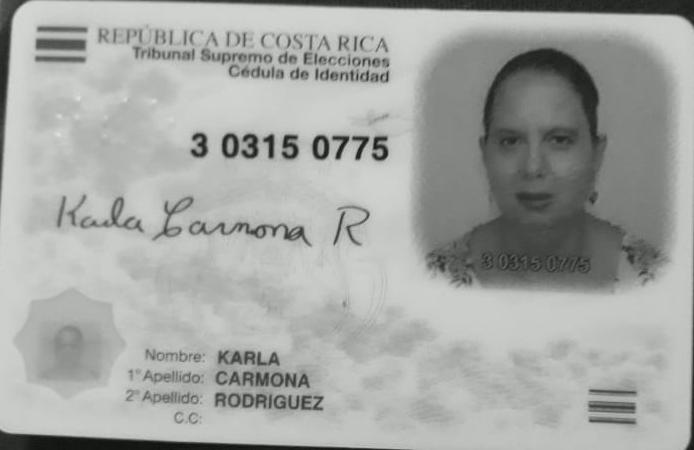 REPÚBLICA DE COSTA RICA
Tribunal Supremo de Elecciones
Cédula de Identidad
3 0315 0775
Karla Carmona R
3 0315 0775
Nombre: KARLA
1° Apellido: CARMONA
2° Apellido: RODRÍGUEZ
C.C: